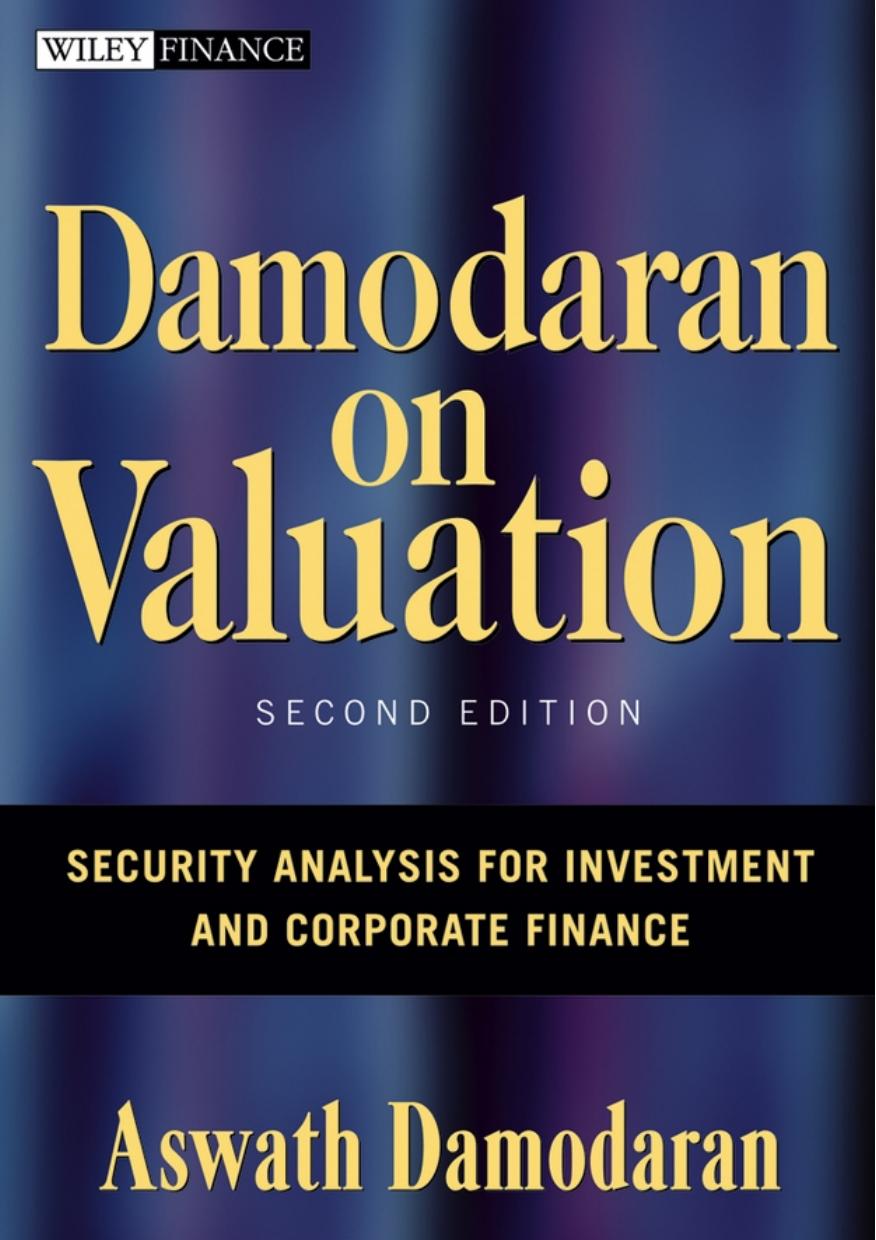 WILEY FINANCE
Damodaran
on
Valuation
SECOND EDITION
SECURITY ANALYSIS FOR INVESTMENT
AND CORPORATE FINANCE
Aswath Damodaran